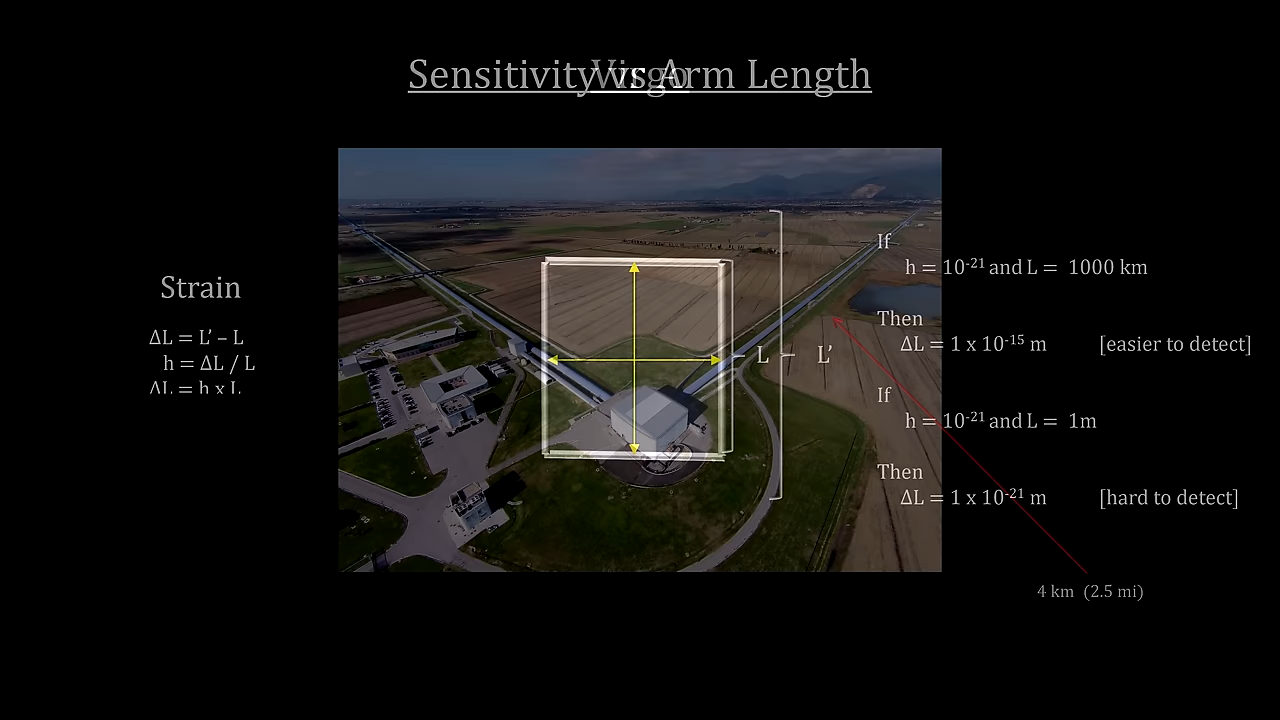 Sensitivity vs Arm Length
Virgo
Strain
ΔL = L’ – L
h = ΔL / L
ΔL = h x L
L
L’
If
h = 10⁻²¹ and L = 1000 km
Then
ΔL = 1 x 10⁻¹⁵ m [easier to detect]
If
h = 10⁻²¹ and L = 1m
Then
ΔL = 1 x 10⁻²¹ m [hard to detect]
4 km (2.5 mi)